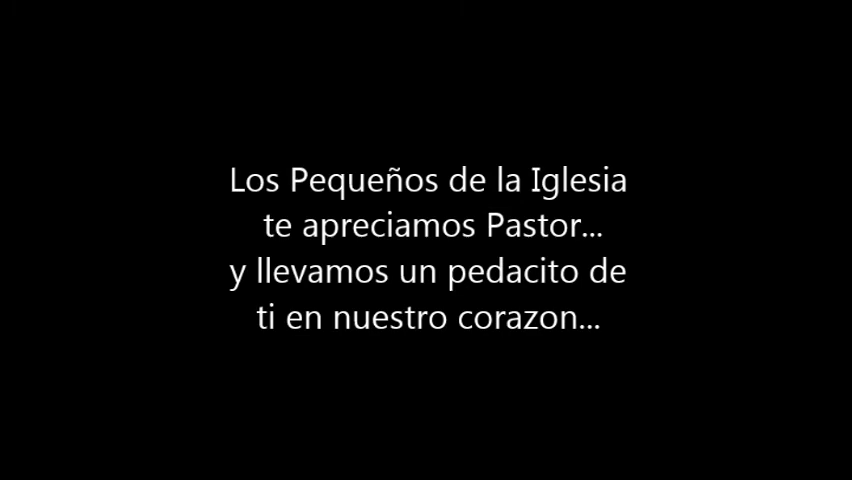 Los Pequeños de la Iglesia
te apreciamos Pastor...
y llevamos un pedacito de
ti en nuestro corazon...